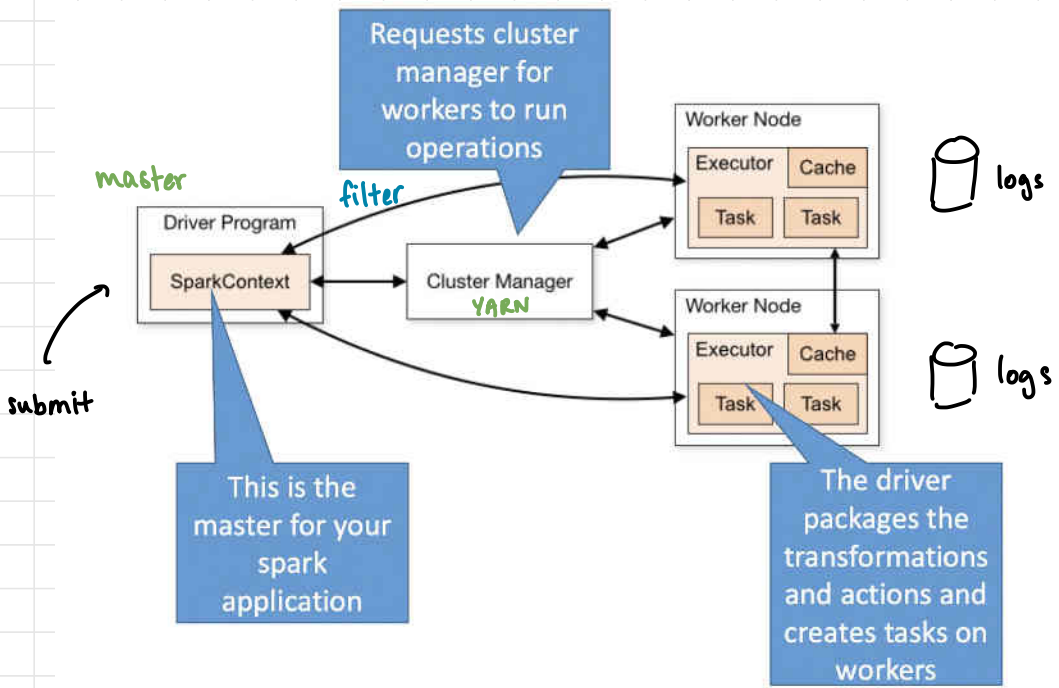 Requests cluster
manager for
workers to run
operations
master
filter
Driver Program
SparkContext
submit
Cluster Manager
YARN
Worker Node
Executor
Cache
Task
Task
logs
Worker Node
Executor
Cache
Task
Task
logs
This is the
master for your
spark
application
The driver
packages the
transformations
and actions and
creates tasks on
workers